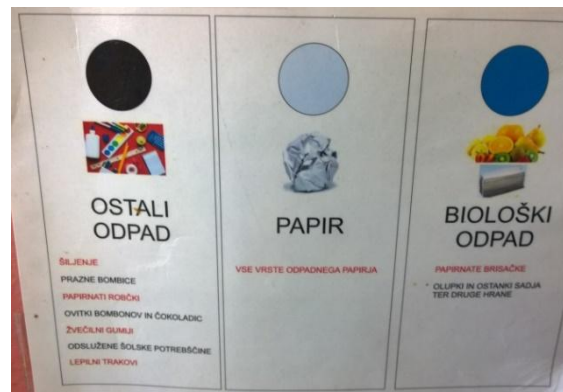 OSTALI
ODPAD
ŠILJENJE
PRAZNE BOMBICE
PAPIRNATI ROBČKI
OVITKI BOMBONOV IN ČOKOLADIC
ŽVEČILNI GUMIJI
ODSLUŽENE ŠOLSKE POTREBŠČINE
LEPILNI TRAKOVI
PAPIR
VSE VRSTE ODPADNEGA PAPIRJA
BIOLOŠKI
ODPAD
PAPIRNATE BRISAČKE
OLUPKI IN OSTANKI SADJA
TER DRUGE HRANE